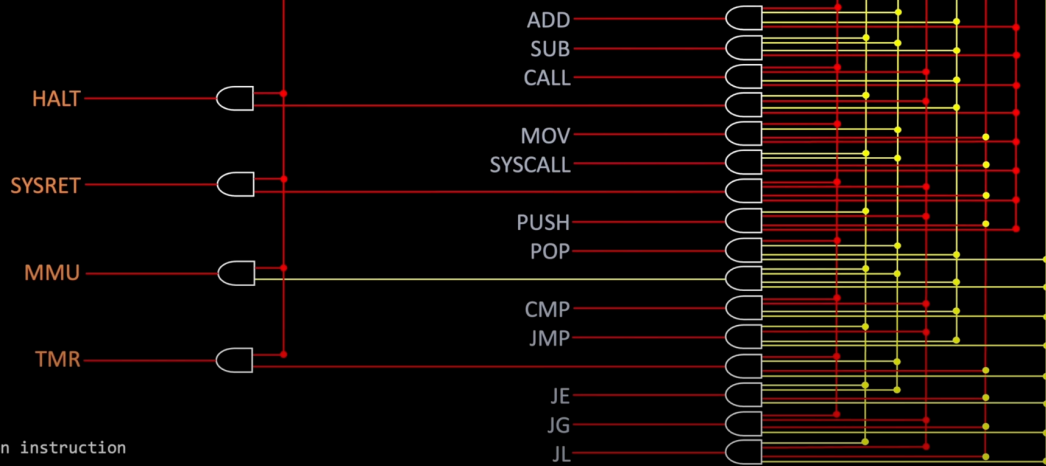 ADD
SUB
CALL
HALT
MOV
SYSCALL
SYSRET
PUSH
POP
MMU
CMP
JMP
TMR
JE
JG
n instruction
JL